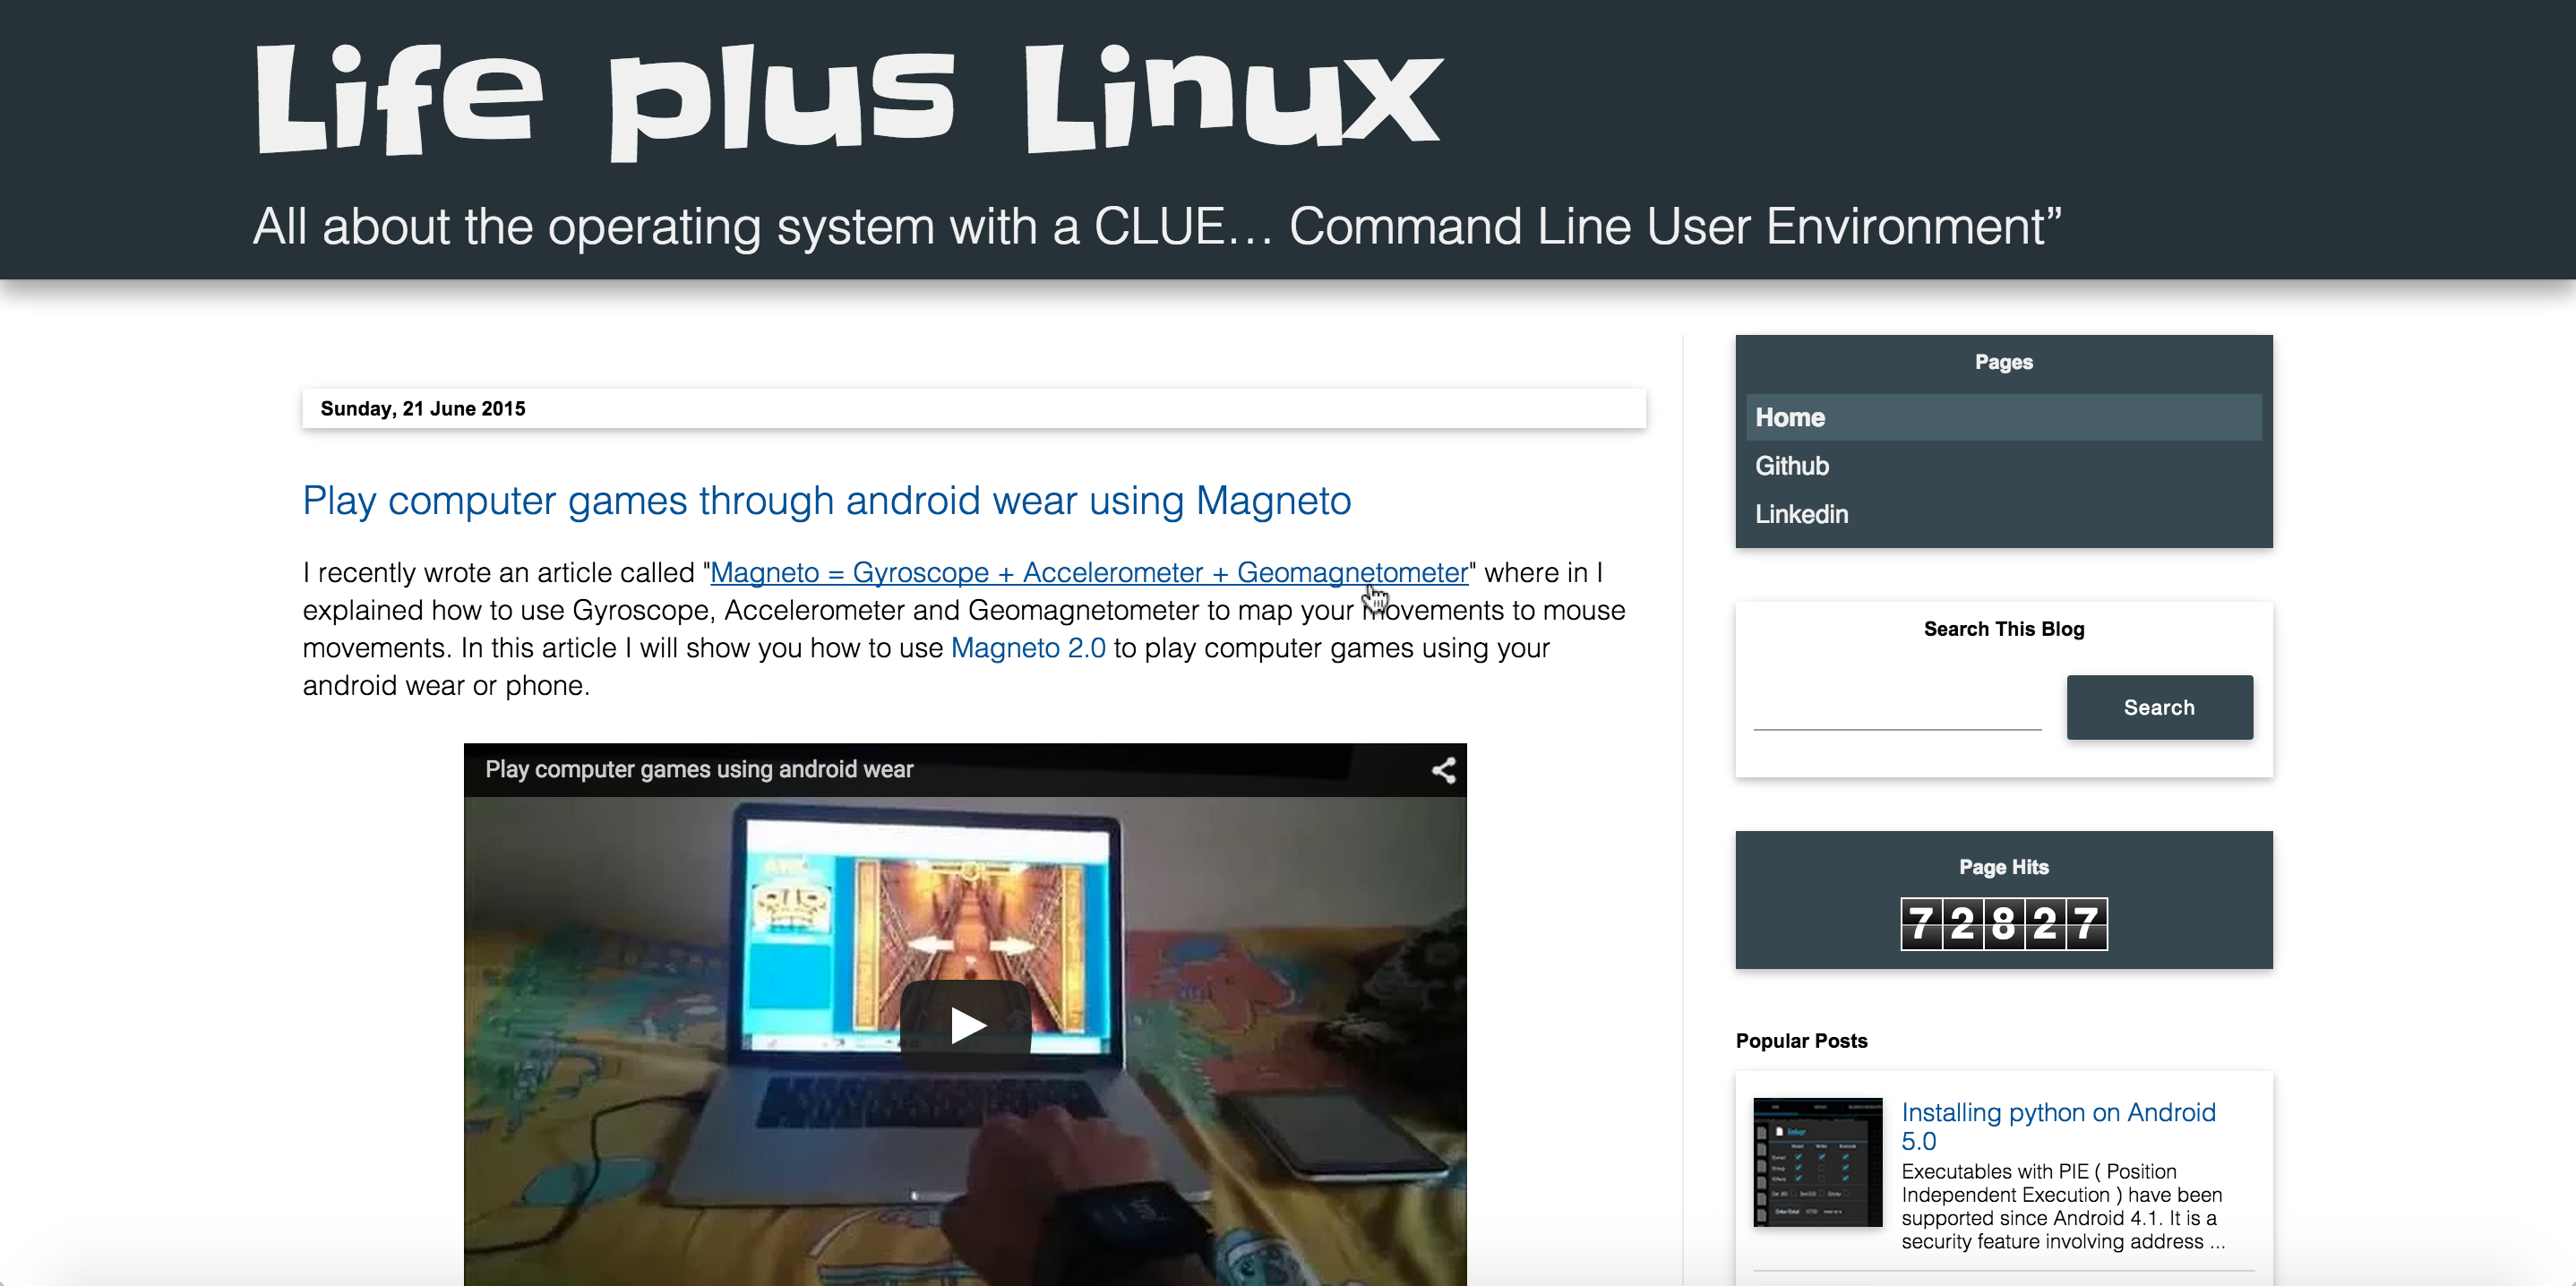 Life plus Linux
All about the operating system with a CLUE... Command Line User Environment”
Sunday, 21 June 2015
Play computer games through android wear using Magneto
I recently wrote an article called "Magneto = Gyroscope + Accelerometer + Geomagnetometer" where in I
explained how to use Gyroscope, Accelerometer and Geomagnetometer to map your movements to mouse
movements. In this article I will show you how to use Magneto 2.0 to play computer games using your
android wear or phone.
Play computer games using android wear
Pages
Home
Github
Linkedin
Search This Blog
Search
Page Hits
72827
Popular Posts
Installing python on Android
5.0
Executables with PIE ( Position
Independent Execution ) have been
supported since Android 4.1. It is a
security feature involving address ...